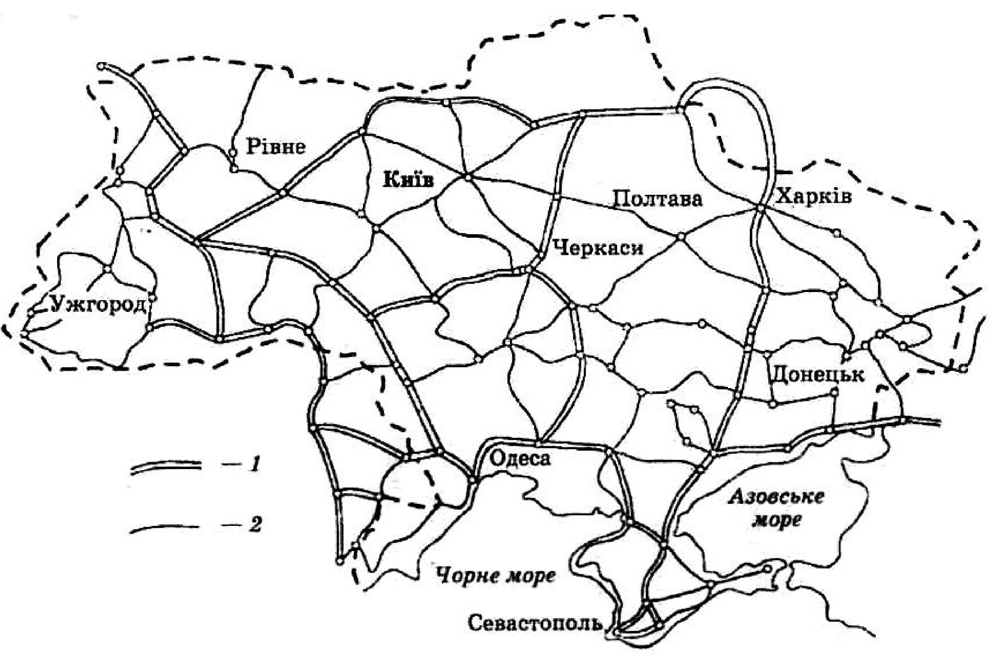 Рівне
Київ
Полтава
Харків
Черкаси
Ужгород
Донецьк
Одеса
— 1
— 2
Азовське
море
Чорне море
Севастополь